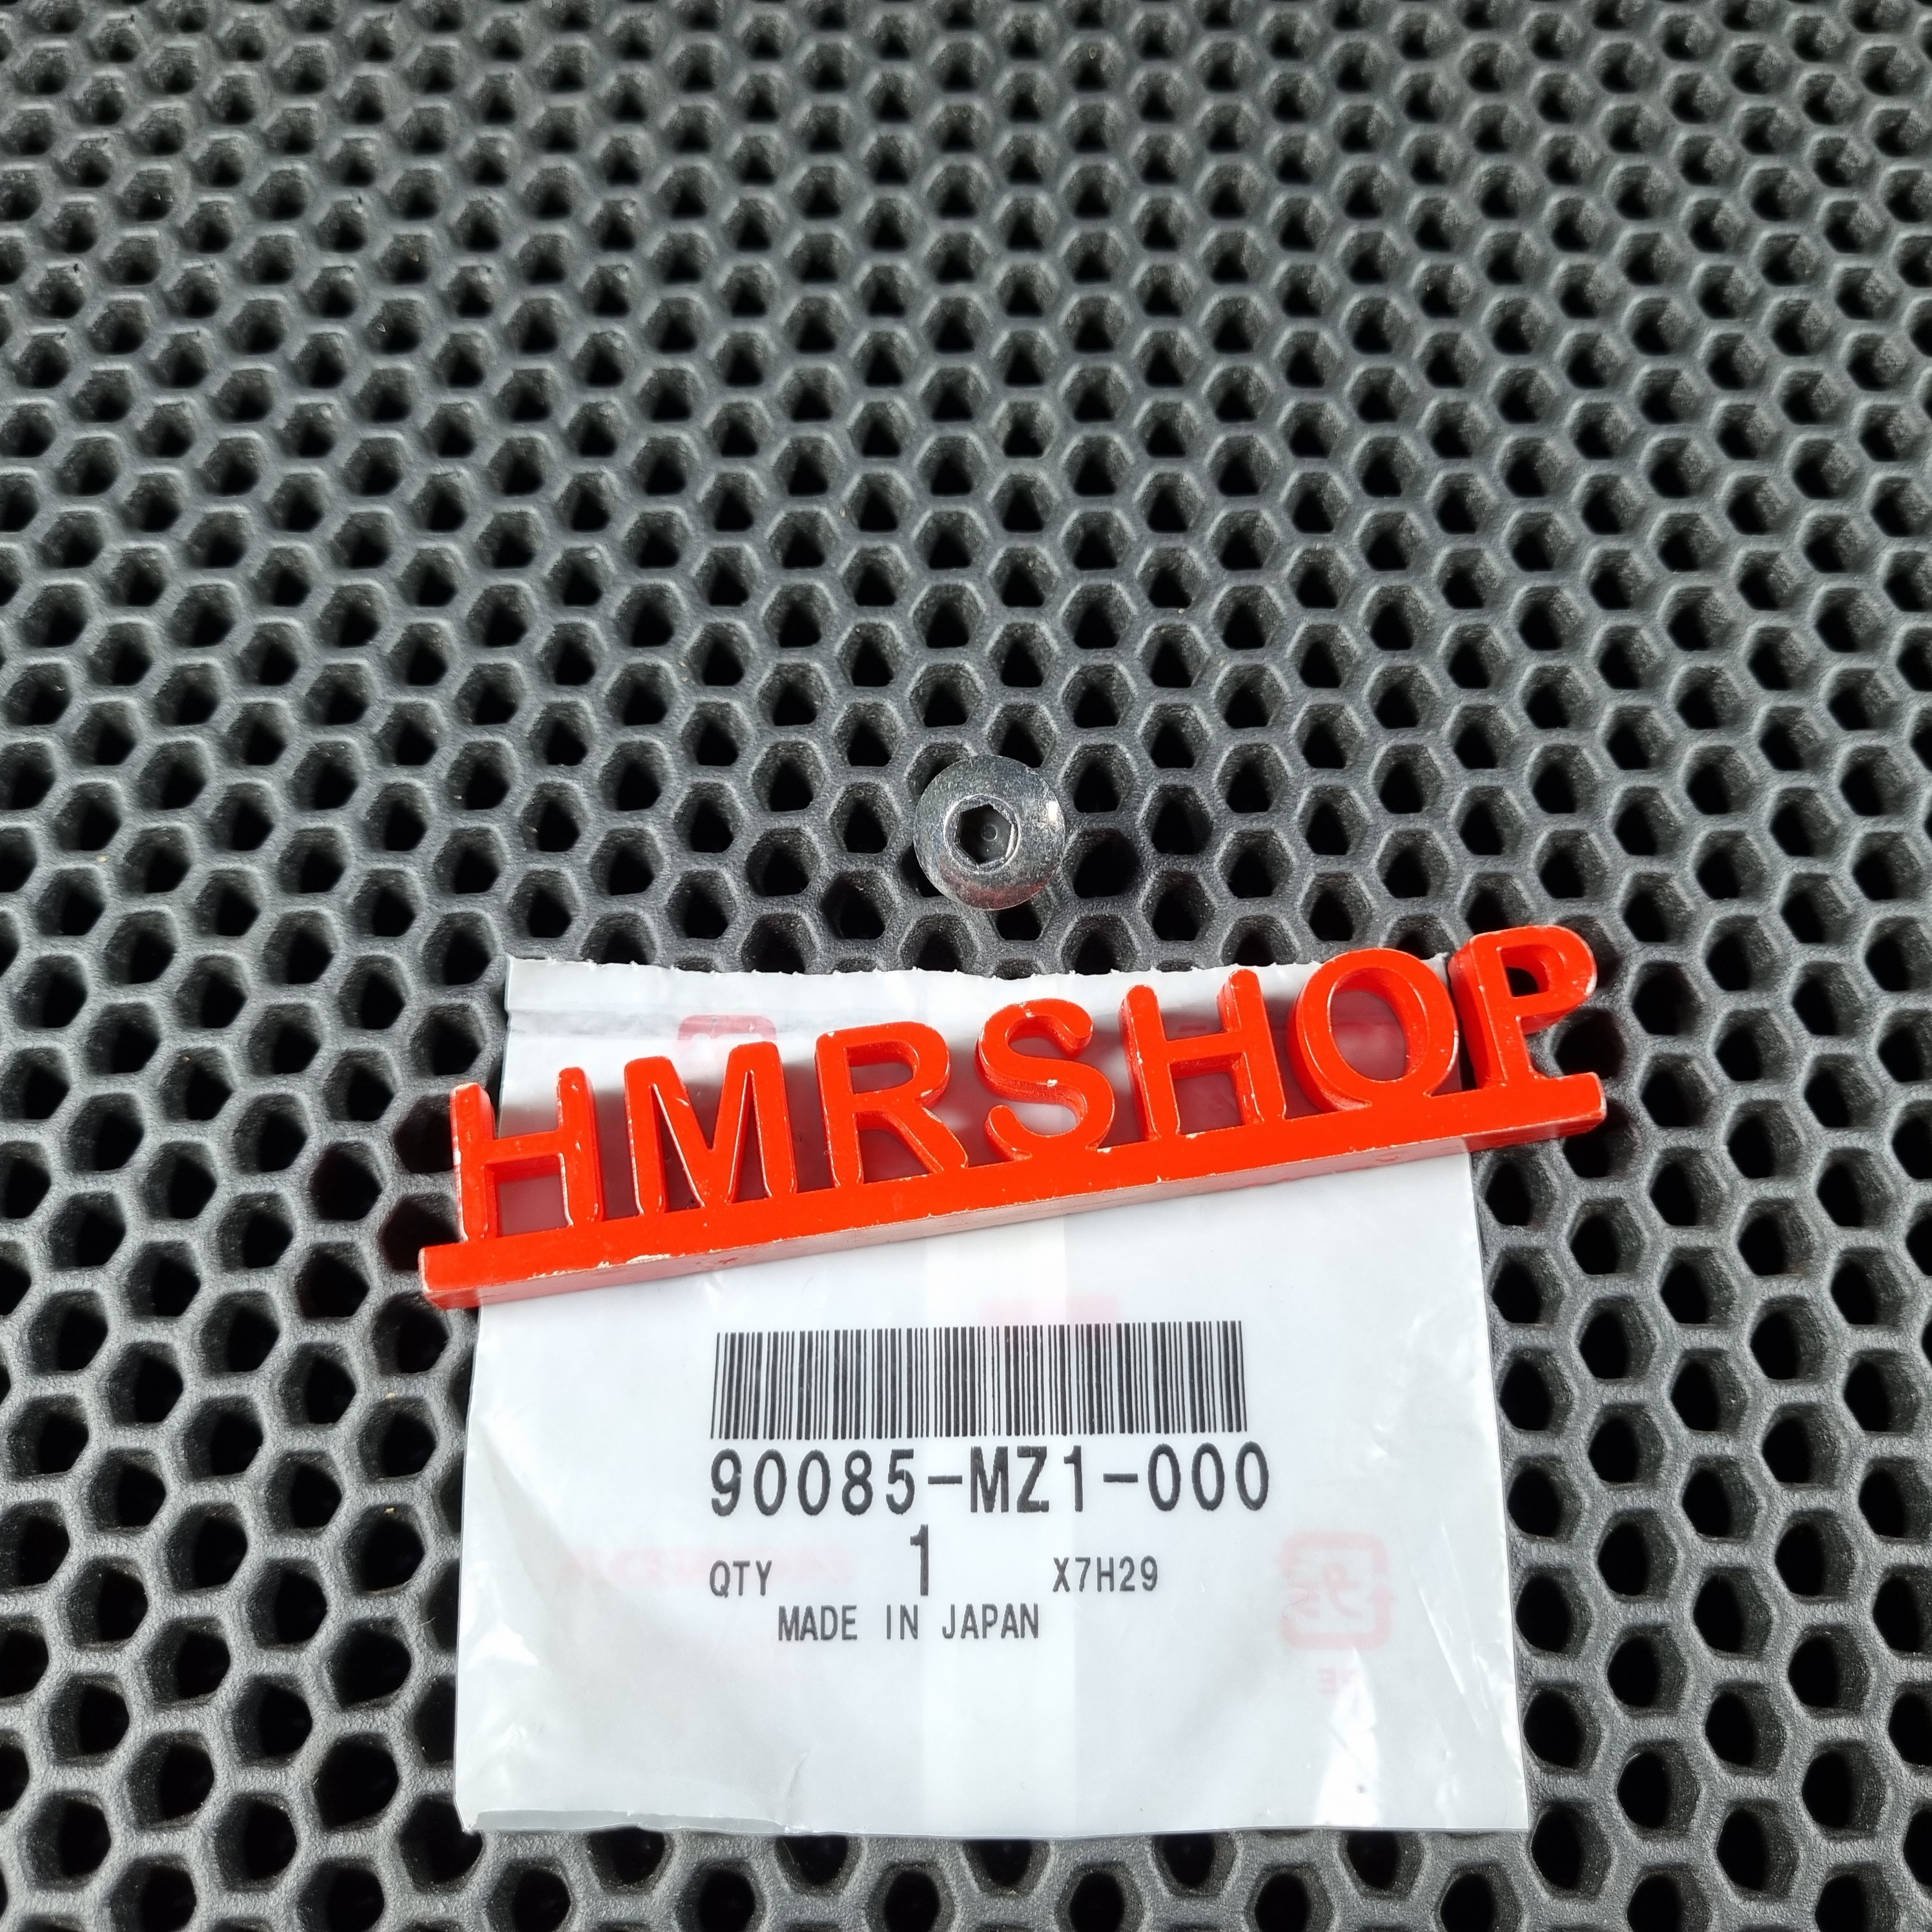 HMRSHOP
90085-MZ1-000
QTY 1 X7H29
MADE IN JAPAN